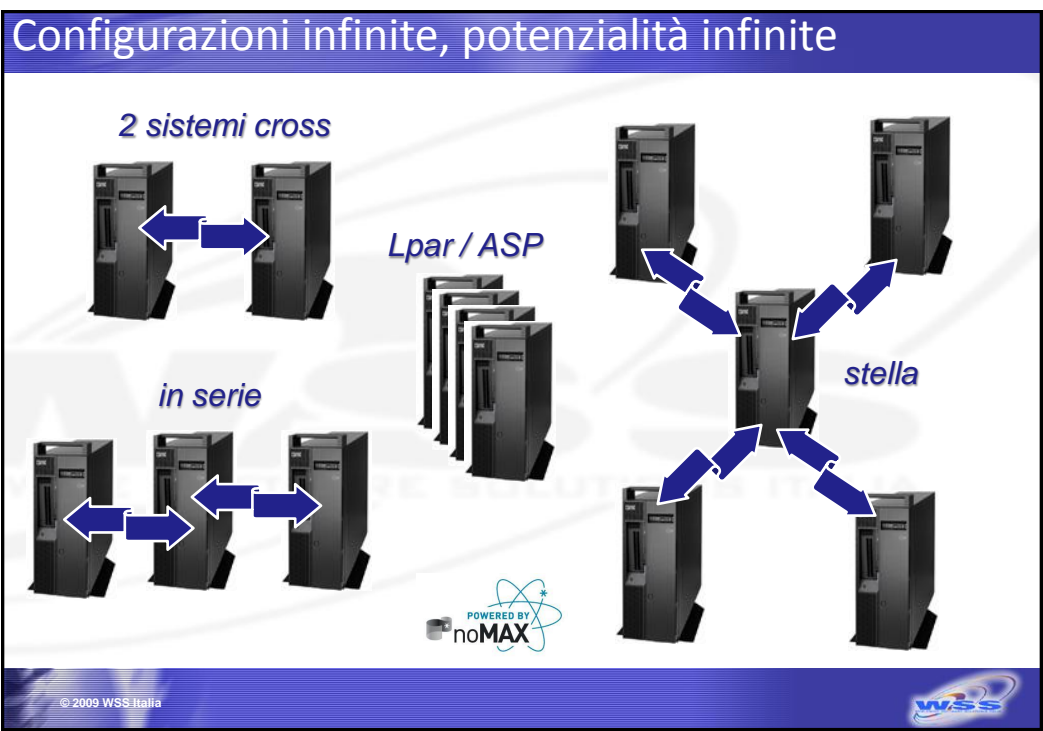 Configurazioni infinite, potenzialità infinite
2 sistemi cross
Lpar / ASP
in serie
stella
POWERED BY
noMAX
© 2009 WSS Italia
WSS